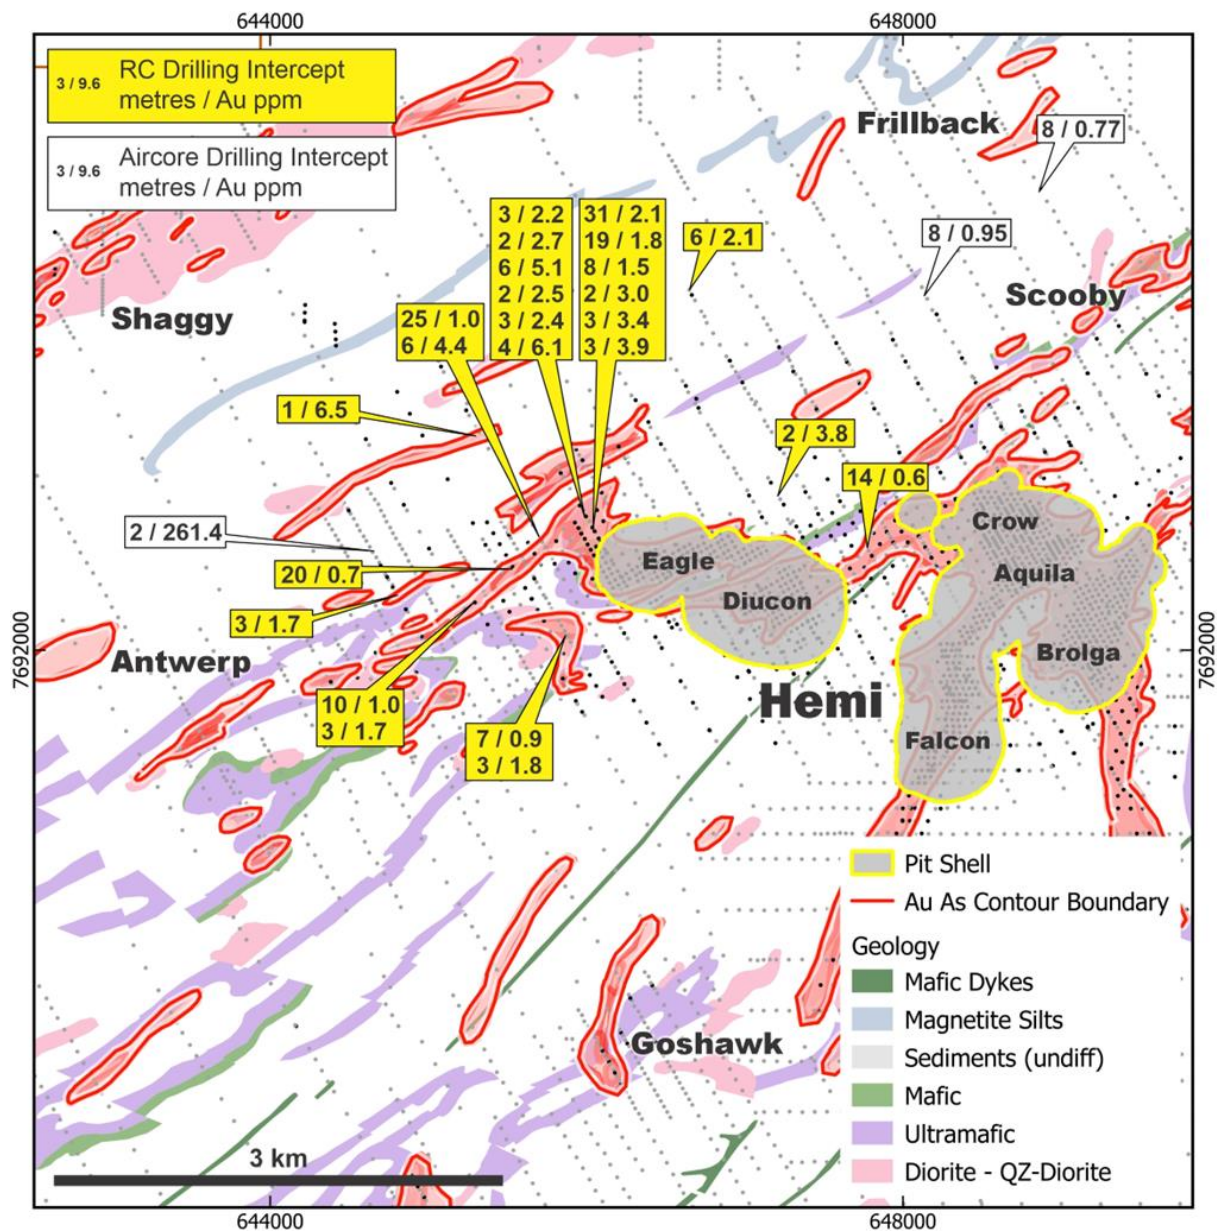 644000
648000
3 / 9.6
RC Drilling Intercept
metres / Au ppm
3 / 9.6
Aircore Drilling Intercept
metres / Au ppm
Frillback
8 / 0.77
3 / 2.2
2 / 2.7
6 / 5.1
2 / 2.5
3 / 2.4
4 / 6.1
31 / 2.1
19 / 1.8
8 / 1.5
2 / 3.0
3 / 3.4
3 / 3.9
6 / 2.1
8 / 0.95
Scooby
Shaggy
25 / 1.0
6 / 4.4
1 / 6.5
2 / 3.8
14 / 0.6
2 / 261.4
Crow
Eagle
Aquila
20 / 0.7
Diucon
3 / 1.7
7692000
7692000
Antwerp
Brolga
Hemi
10 / 1.0
3 / 1.7
7 / 0.9
3 / 1.8
Falcon
Goshawk
Pit Shell
Au As Contour Boundary
Geology
Mafic Dykes
Magnetite Silts
Sediments (undiff)
Mafic
Ultramafic
Diorite - QZ-Diorite
3 km
644000
648000